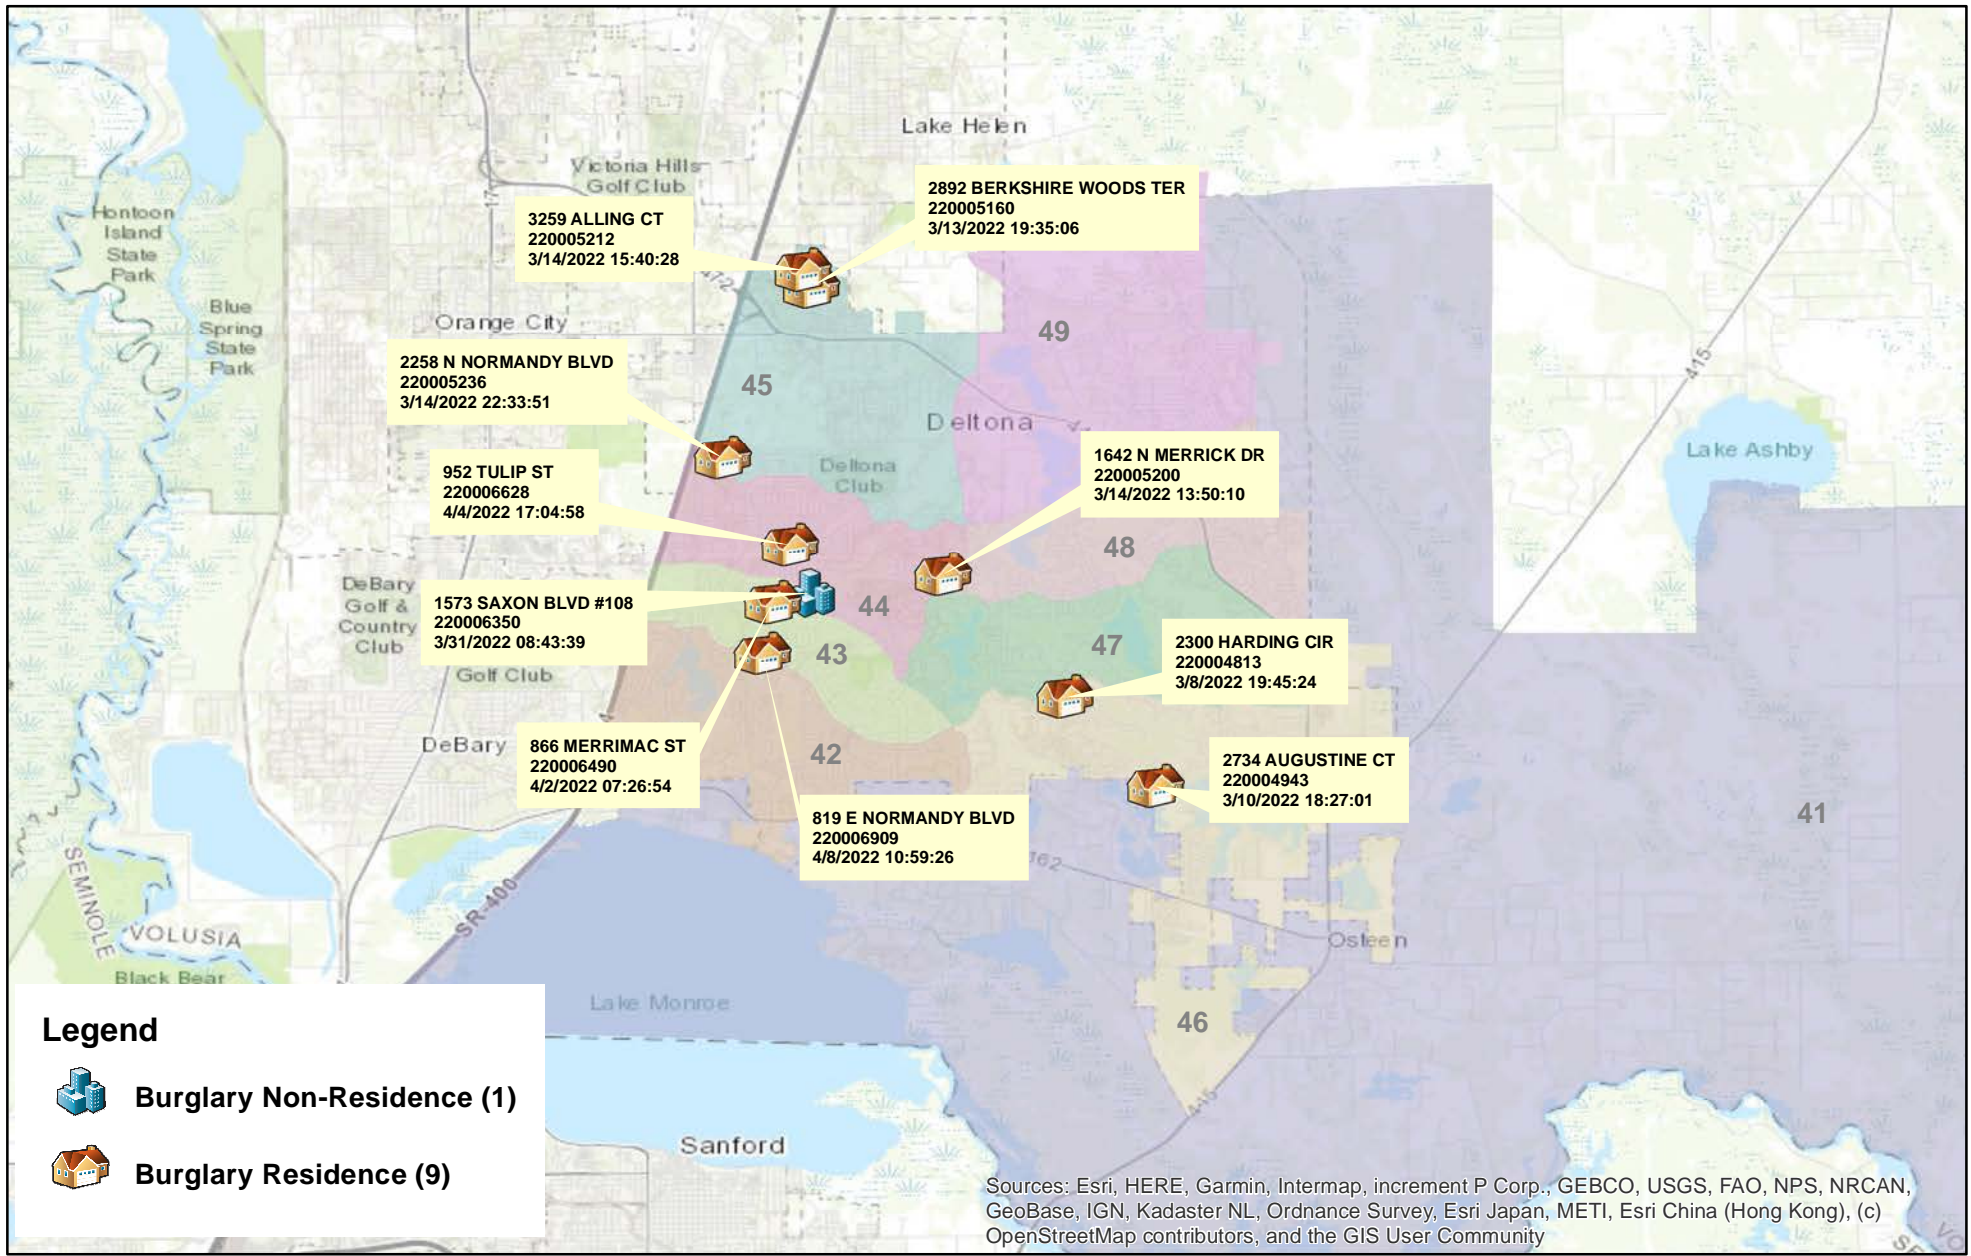 Lake Helen
Victoria Hills
Golf Club
17
Hontoon
Island
State
Park
2892 BERKSHIRE WOODS TER
220005160
3/13/2022 19:35:06
3259 ALLING CT
220005212
3/14/2022 15:40:28
472
Blue
Spring
State
Park
Orange City
49
415
2258 N NORMANDY BLVD
220005236
3/14/2022 22:33:51
45
Deltona
Lake Ashby
952 TULIP ST
220006628
4/4/2022 17:04:58
Deltona
Club
1642 N MERRICK DR
220005200
3/14/2022 13:50:10
48
DeBary
Golf &
Country
Club
1573 SAXON BLVD #108
220006350
3/31/2022 08:43:39
44
43
47
2300 HARDING CIR
220004813
3/8/2022 19:45:24
Golf Club
DeBary
866 MERRIMAC ST
220006490
4/2/2022 07:26:54
42
2734 AUGUSTINE CT
220004943
3/10/2022 18:27:01
41
819 E NORMANDY BLVD
220006909
4/8/2022 10:59:26
SR-400
SEMINOLE
VOLUSIA
Black Bear
Osteen
Lake Monroe
46
415
Sanford
Legend
Burglary Non-Residence (1)
Burglary Residence (9)
Sources: Esri, HERE, Garmin, Intermap, increment P Corp., GEBCO, USGS, FAO, NPS, NRCAN,
GeoBase, IGN, Kadaster NL, Ordnance Survey, Esri Japan, METI, Esri China (Hong Kong), (c)
OpenStreetMap contributors, and the GIS User Community